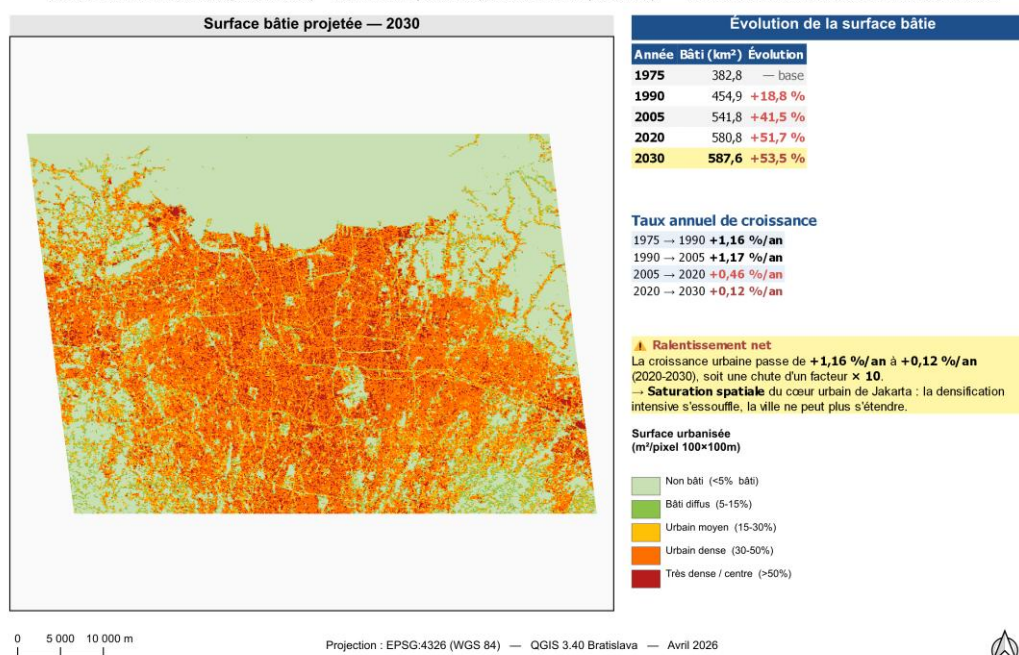 Surface bâtie projetée — 2030
Évolution de la surface bâtie
Année Bâti (km²) Évolution
1975 382,8 — base
1990 454,9 +18,8 %
2005 541,8 +41,5 %
2020 580,8 +51,7 %
2030 587,6 +53,5 %
Taux annuel de croissance
1975 → 1990 +1,16 %/an
1990 → 2005 +1,17 %/an
2005 → 2020 +0,46 %/an
2020 → 2030 +0,12 %/an
⚠ Ralentissement net
La croissance urbaine passe de +1,16 %/an à +0,12 %/an
(2020-2030), soit une chute d'un facteur × 10.
→ Saturation spatiale du cœur urbain de Jakarta : la densification
intensive s'essouffle, la ville ne peut plus s'étendre.
Surface urbanisée
(m²/pixel 100×100m)
Non bâti (<5% bâti)
Bâti diffus (5-15%)
Urbain moyen (15-30%)
Urbain dense (30-50%)
Très dense / centre (>50%)
0 5 000 10 000 m
Projection : EPSG:4326 (WGS 84) — QGIS 3.40 Bratislava — Avril 2026